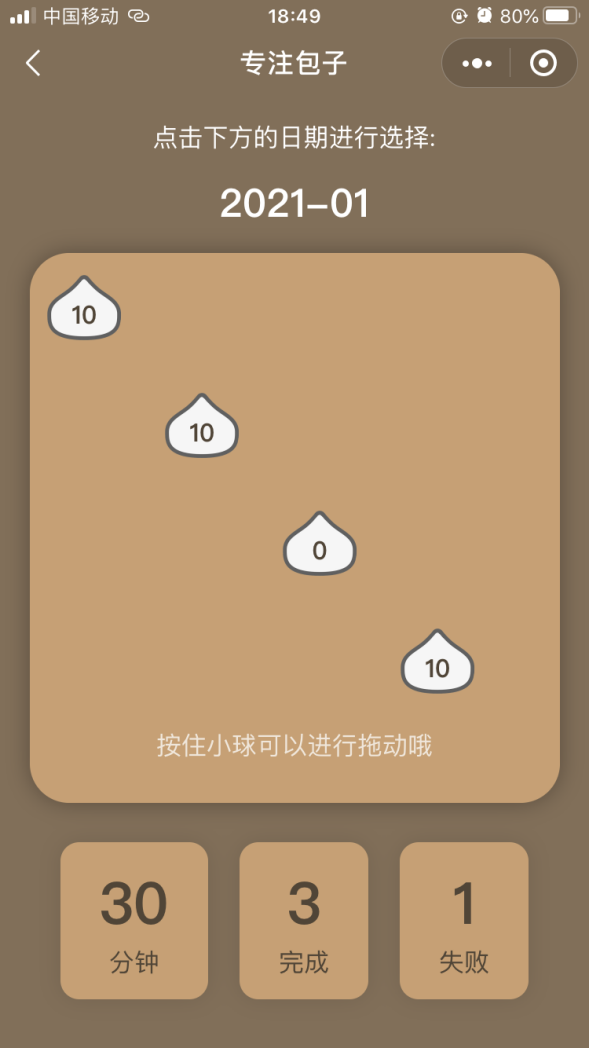 中国移动 18:49 80%
专注包子
点击下方的日期进行选择:
2021–01
10
10
0
10
按住小球可以进行拖动哦
30 3 1
分钟 完成 失败